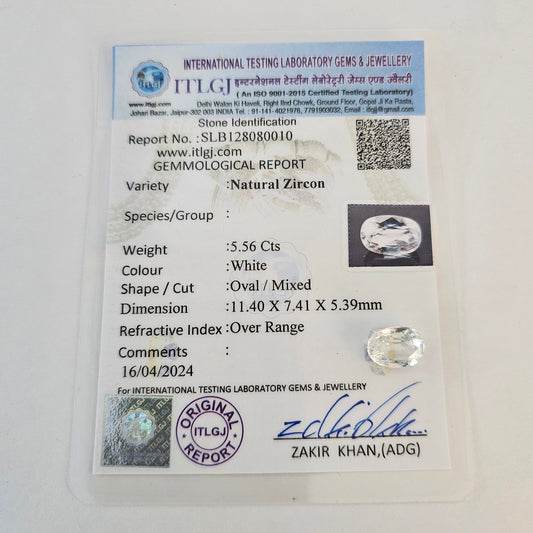 INTERNATIONAL TESTING LABORATORY GEMS & JEWELLERY
ITLGJ इन्टरनेशनल टेस्टींग लेबोरेट्री जेम्स एण्ड ज्वैलरी
www.itlgj.com
( An ISO 9001-2015 Certified Testing Laboratory)
Delhi Walon Ki Haveli, Right IInd Chowk, Ground Floor, Gopal Ji Ka Rasta,
Johari Bazar, Jaipur-302 003 INDIA Tel.: 91-141-4021976, 7791903032, Email:
Stone Identification
Report No. :SLB128080010
www.itlgj.com
GEMMOLOGICAL REPORT
Variety :Natural Zircon
Species/Group :
Weight :5.56 Cts
Colour :White
Shape / Cut :Oval / Mixed
Dimension :11.40 X 7.41 X 5.39mm
Refractive Index :Over Range
Comments :
16/04/2024
For INTERNATIONAL TESTING LABORATORY GEMS & JEWELLERY
ORIGINAL
ITLGJ
REPORT
ZAKIR KHAN,(ADG)